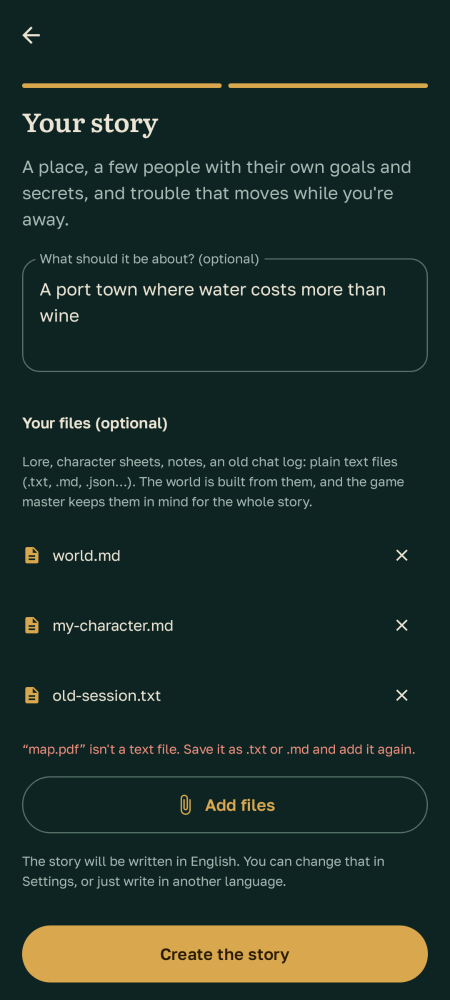 Your story
A place, a few people with their own goals and
secrets, and trouble that moves while you're
away.
What should it be about? (optional)
A port town where water costs more than
wine
Your files (optional)
Lore, character sheets, notes, an old chat log: plain text files
(.txt, .md, .json...). The world is built from them, and the game
master keeps them in mind for the whole story.
world.md
my-character.md
old-session.txt
“map.pdf” isn't a text file. Save it as .txt or .md and add it again.
Add files
The story will be written in English. You can change that in
Settings, or just write in another language.
Create the story